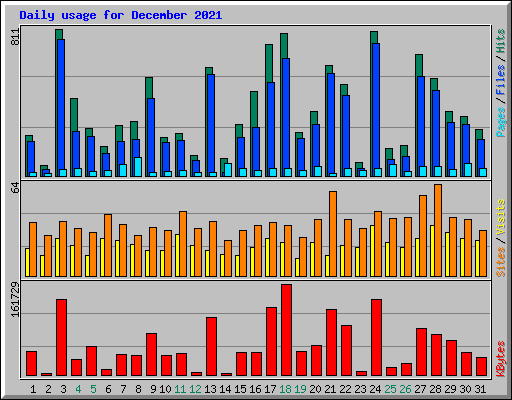 Daily usage for December 2021
811
Pages / Files / Hits
64
Sites / Visits
161729
KBytes
1 2 3 4 5 6 7 8 9 10 11 12 13 14 15 16 17 18 19 20 21 22 23 24 25 26 27 28 29 30 31